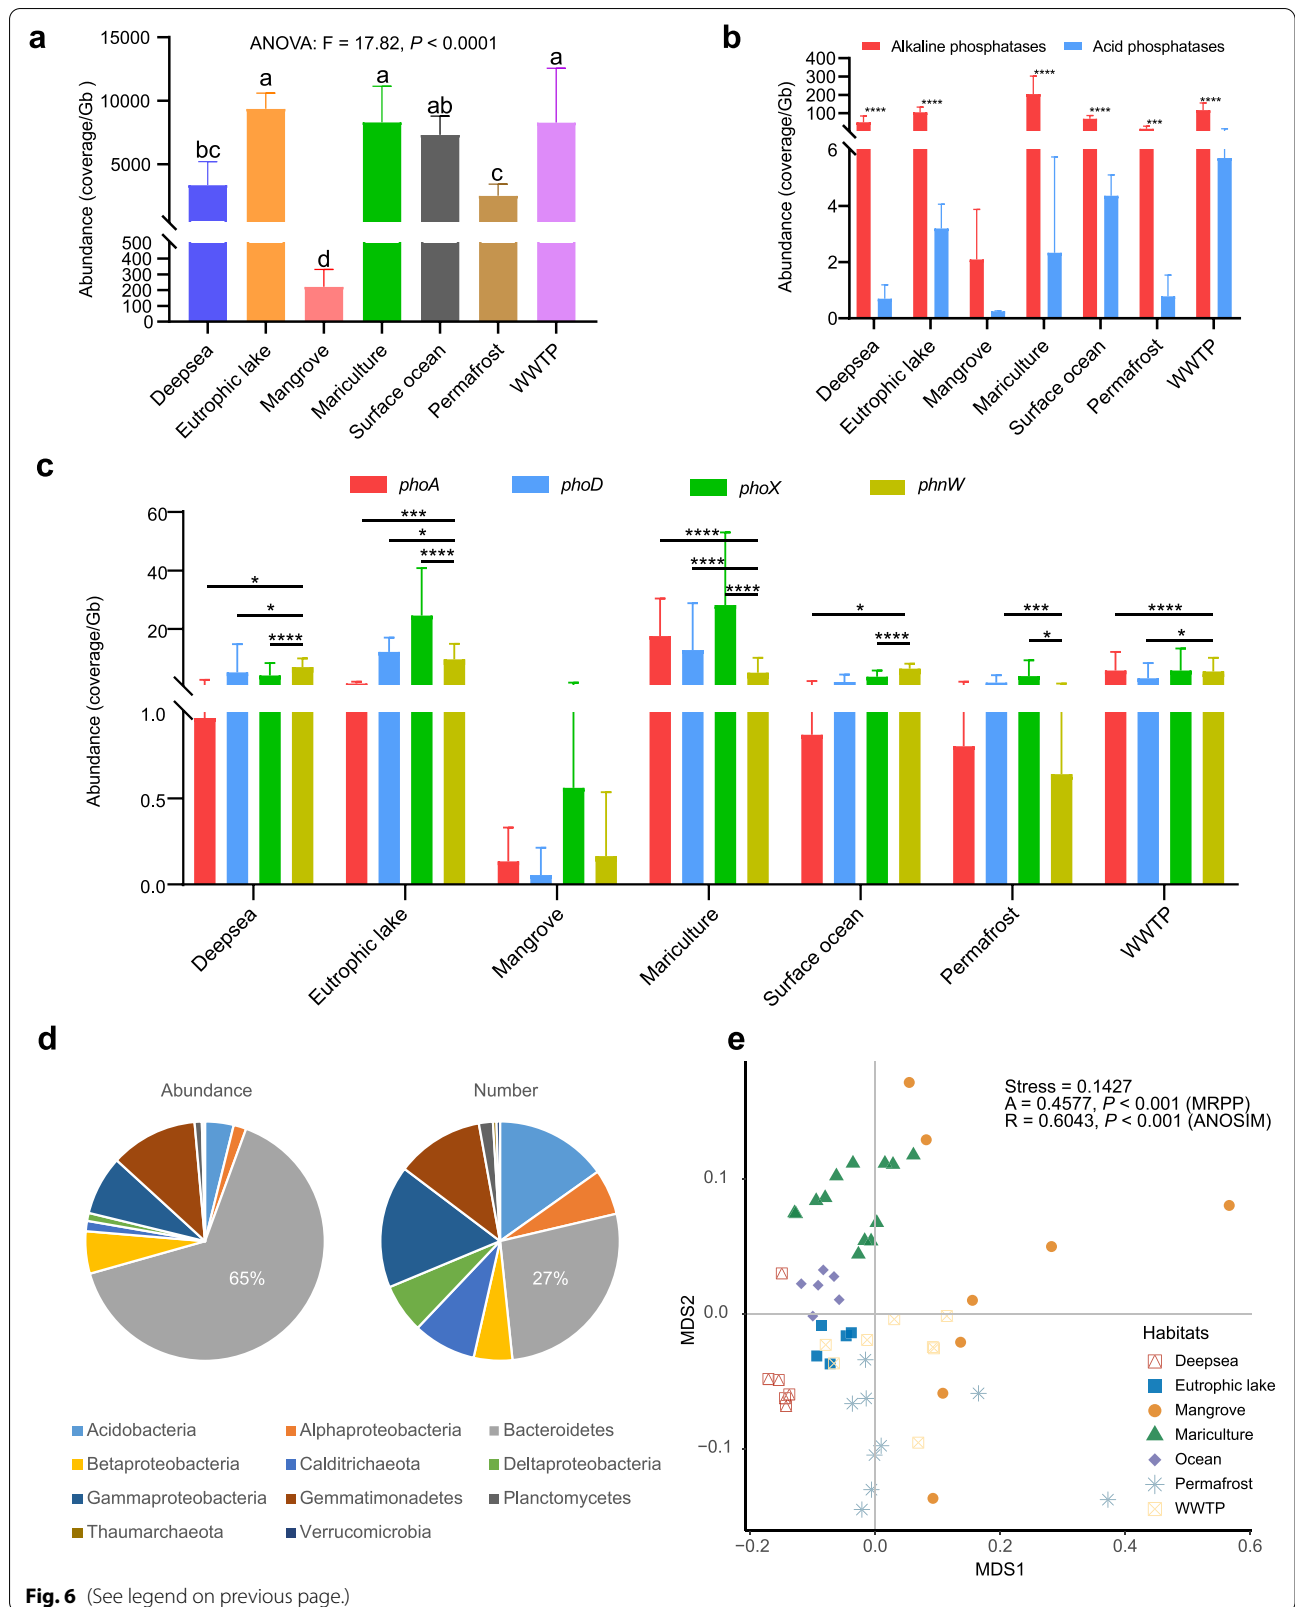 a
ANOVA: F = 17.82, P < 0.0001
Abundance (coverage/Gb)
15000
10000
5000
500
400
300
200
100
0
bc
a
d
a
ab
c
a
Deepsea
Eutrophic lake
Mangrove
Mariculture
Surface ocean
Permafrost
WWTP
b
Alkaline phosphatases
Acid phosphatases
Abundance (coverage/Gb)
400
300
200
100
6
4
2
0
****
****
****
****
***
****
Deepsea
Eutrophic lake
Mangrove
Mariculture
Surface ocean
Permafrost
WWTP
c
phoA
phoD
phoX
phnW
Abundance (coverage/Gb)
60
40
20
1.0
0.5
0.0
*
*
****
***
*
****
****
****
****
*
****
***
*
****
*
Deepsea
Eutrophic lake
Mangrove
Mariculture
Surface ocean
Permafrost
WWTP
d
Abundance
Number
65%
27%
Acidobacteria
Alphaproteobacteria
Bacteroidetes
Betaproteobacteria
Calditrichaeota
Deltaproteobacteria
Gammaproteobacteria
Gemmatimonadetes
Planctomycetes
Thaumarchaeota
Verrucomicrobia
e
Stress = 0.1427
A = 0.4577, P < 0.001 (MRPP)
R = 0.6043, P < 0.001 (ANOSIM)
MDS2
0.1
0.0
−0.1
Habitats
Deepsea
Eutrophic lake
Mangrove
Mariculture
Ocean
Permafrost
WWTP
−0.2
0.0
0.2
0.4
0.6
MDS1
Fig. 6 (See legend on previous page.)